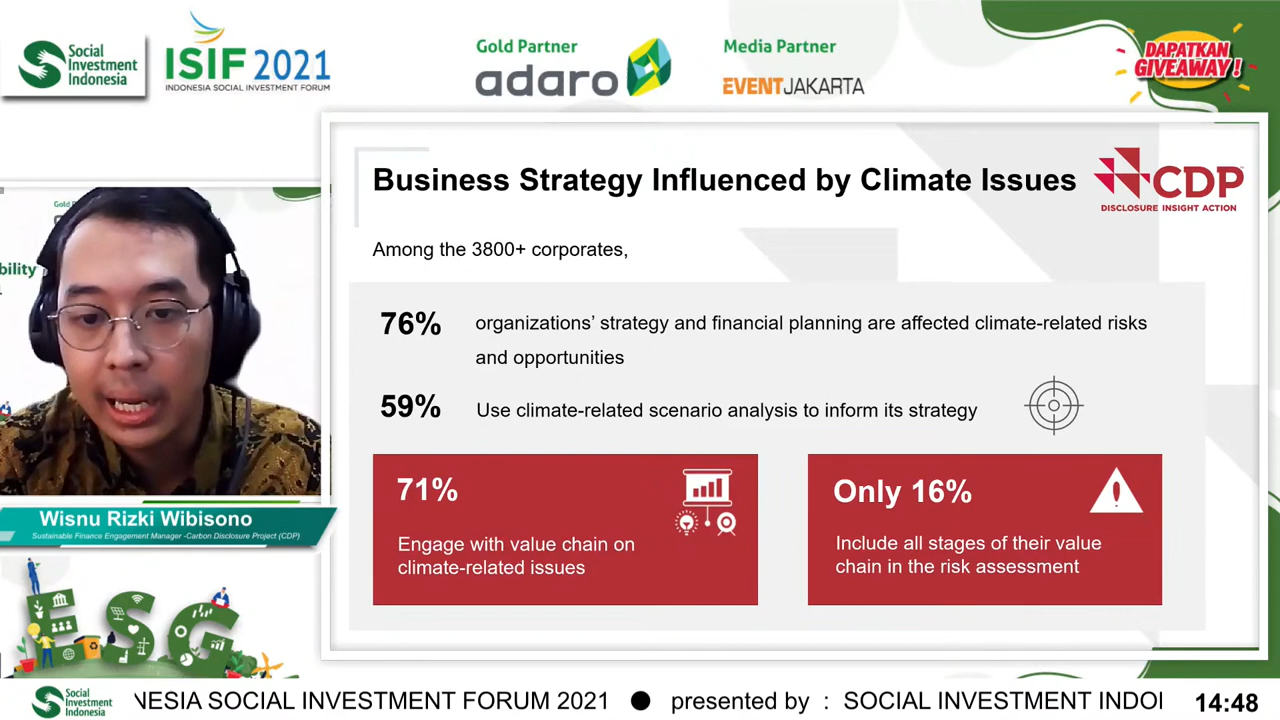 Social
Investment
Indonesia
ISIF 2021
INDONESIA SOCIAL INVESTMENT FORUM
Gold Partner
adaro
Media Partner
EVENTJAKARTA
DAPATKAN
GIVEAWAY !
Business Strategy Influenced by Climate Issues
CDP
DISCLOSURE INSIGHT ACTION
Among the 3800+ corporates,
76% organizations’ strategy and financial planning are affected climate-related risks
and opportunities
59% Use climate-related scenario analysis to inform its strategy
71%
Engage with value chain on
climate-related issues
Only 16%
Include all stages of their value
chain in the risk assessment
Gold P
bility
Wisnu Rizki Wibisono
Sustainable Finance Engagement Manager -Carbon Disclosure Project (CDP)
ESG
Social
Investment
Indonesia
NESIA SOCIAL INVESTMENT FORUM 2021 ● presented by : SOCIAL INVESTMENT INDOI
14:48